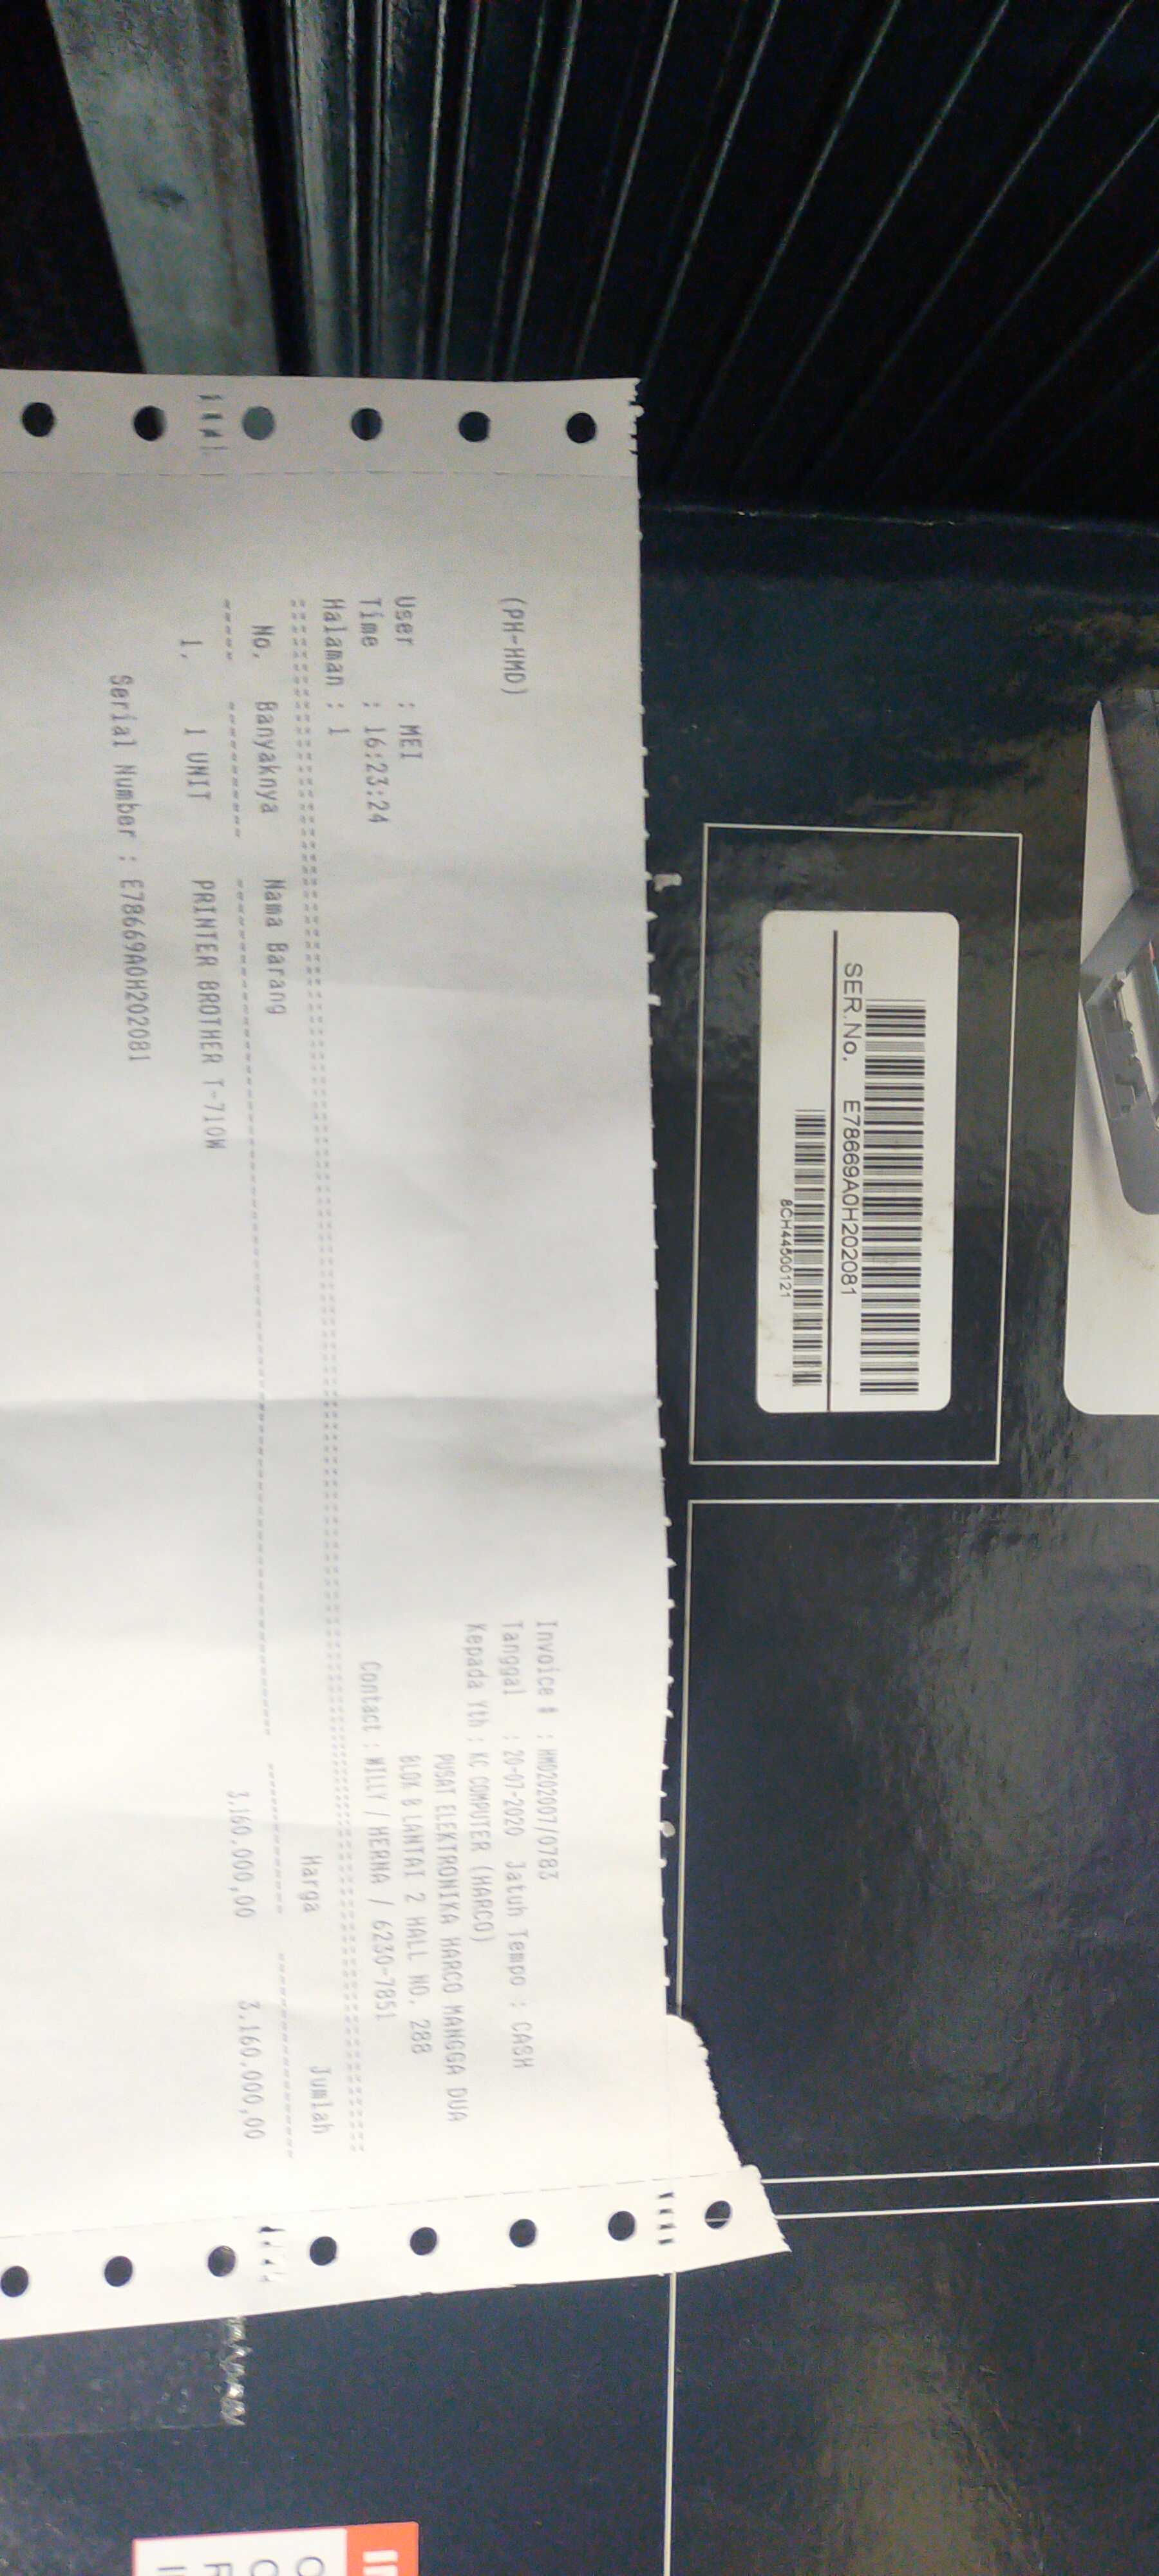 Invoice # : HMD202007/0783
(PH-HMD)
Tanggal : 20-07-2020 Jatuh Tempo : CASH
Kepada Yth : KC COMPUTER (HARCO)
PUSAT ELEKTRONIKA HARCO MANGGA DUA
User : MEI
BLOK B LANTAI 2 HALL NO. 288
Time : 16:23:24
Contact : WILLY / HERNA / 6230-7851
Halaman : 1
No. Banyaknya Nama Barang Harga Jumlah
1. 1 UNIT PRINTER BROTHER T-710W 3.160.000,00 3.160.000,00
Serial Number : E78669A0H202081
SER.No. E78669A0H202081
8CH44500121